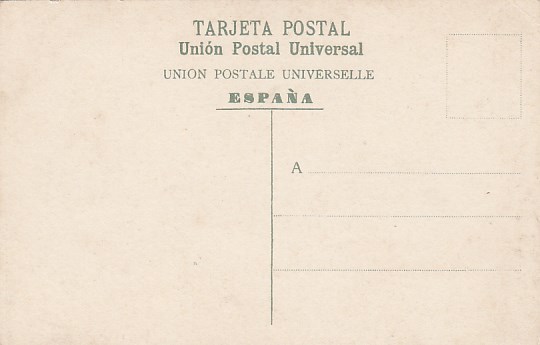 TARJETA POSTAL
Unión Postal Universal
UNION POSTALE UNIVERSELLE
ESPAÑA
A